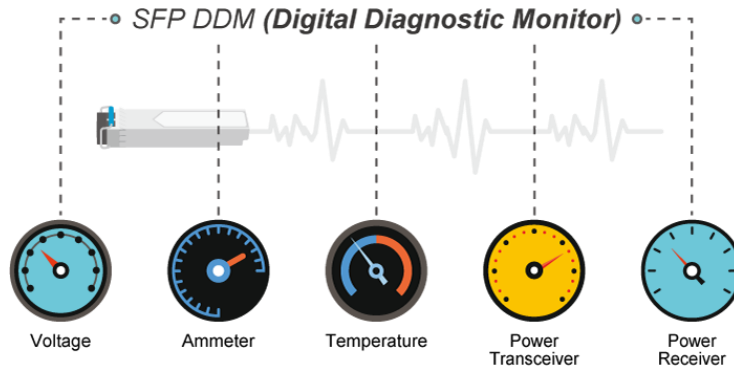 SFP DDM (Digital Diagnostic Monitor)
Voltage
Ammeter
Temperature
Power
Transceiver
Power
Receiver